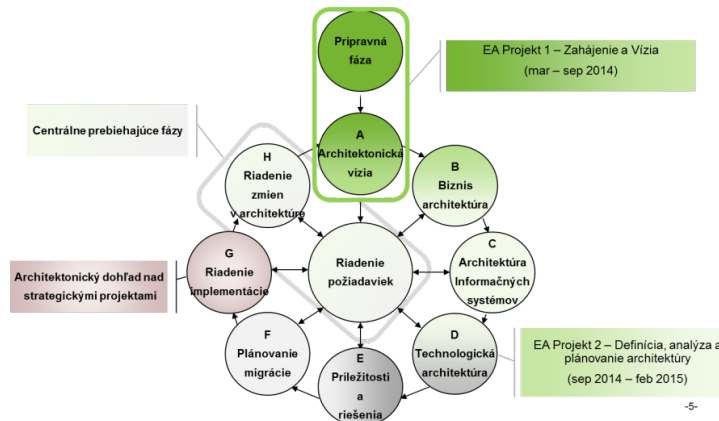 Prípravná
fáza
EA Projekt 1 – Zahájenie a Vízia
(mar – sep 2014)
Centrálne prebiehajúce fázy
A
Architektonická
vízia
H
Riadenie
zmien
v architektúre
B
Biznis
architektúra
G
Riadenie
implementácie
Riadenie
požiadaviek
C
Architektúra
Informačných
systémov
Architektonický dohľad nad
strategickými projektami
F
Plánovanie
migrácie
D
Technologická
architektúra
E
Príležitosti
a
riešenia
EA Projekt 2 – Definícia, analýza a
plánovanie architektúry
(sep 2014 – feb 2015)
-5-